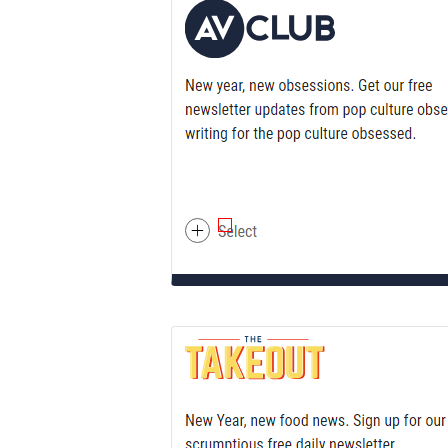 AV CLUB
New year, new obsessions. Get our free
newsletter updates from pop culture obse
writing for the pop culture obsessed.
Select
THE
TAKEOUT
New Year, new food news. Sign up for our
scrumptious free daily newsletter